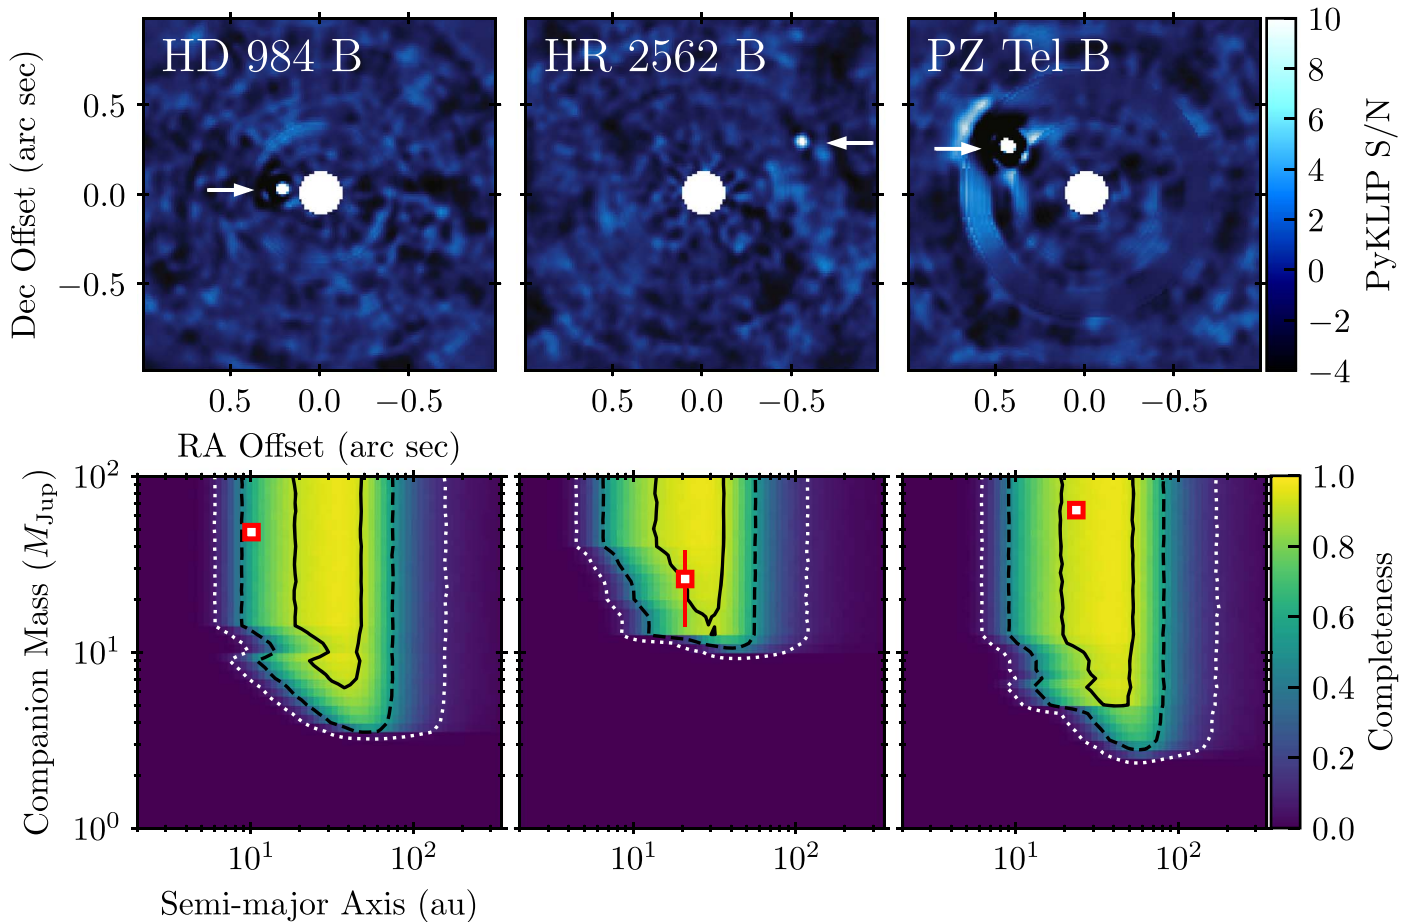 HD 984 B
HR 2562 B
PZ Tel B
Dec Offset (arc sec)
0.5
0.0
−0.5
0.5 0.0 −0.5
0.5 0.0 −0.5
0.5 0.0 −0.5
RA Offset (arc sec)
10
8
6
4
2
0
−2
−4
PyKLIP S/N
Companion Mass (M_Jup)
10²
10¹
10⁰
10¹ 10²
10¹ 10²
10¹ 10²
Semi-major Axis (au)
1.0
0.8
0.6
0.4
0.2
0.0
Completeness